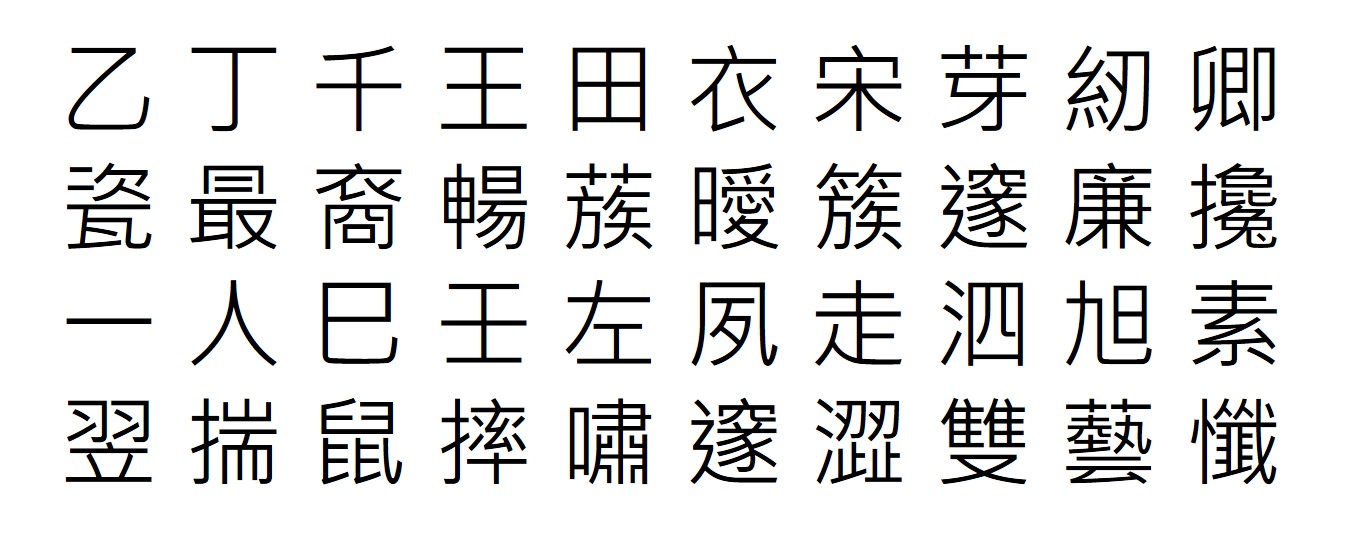 乙丁千王田衣宋芽紉卿
瓷最裔暢蔟曖簇邃廉攙
一人巳壬左夙走泗旭素
翌揣鼠摔嘯邃澀雙藝懺